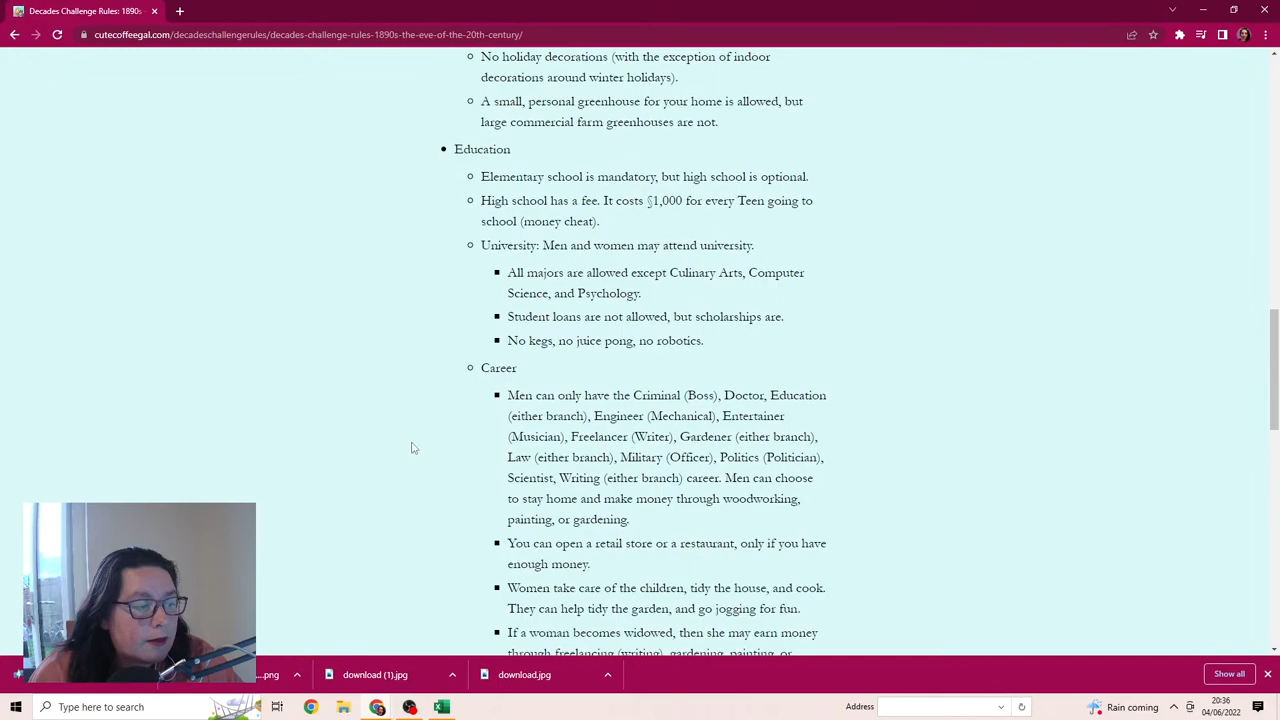 Decades Challenge Rules: 1890s
cutecoffeegal.com/decadeschallengerules/decades-challenge-rules-1890s-the-eve-of-the-20th-century/
No holiday decorations (with the exception of indoor
decorations around winter holidays).
A small, personal greenhouse for your home is allowed, but
large commercial farm greenhouses are not.
Education
Elementary school is mandatory, but high school is optional.
High school has a fee. It costs §1,000 for every Teen going to
school (money cheat).
University: Men and women may attend university.
All majors are allowed except Culinary Arts, Computer
Science, and Psychology.
Student loans are not allowed, but scholarships are.
No kegs, no juice pong, no robotics.
Career
Men can only have the Criminal (Boss), Doctor, Education
(either branch), Engineer (Mechanical), Entertainer
(Musician), Freelancer (Writer), Gardener (either branch),
Law (either branch), Military (Officer), Politics (Politician),
Scientist, Writing (either branch) career. Men can choose
to stay home and make money through woodworking,
painting, or gardening.
You can open a retail store or a restaurant, only if you have
enough money.
Women take care of the children, tidy the house, and cook.
They can help tidy the garden, and go jogging for fun.
If a woman becomes widowed, then she may earn money
through freelancing (writing), gardening, painting, or
....png
download (1).jpg
download.jpg
Show all
Type here to search
Address
Rain coming
20:36
04/06/2022